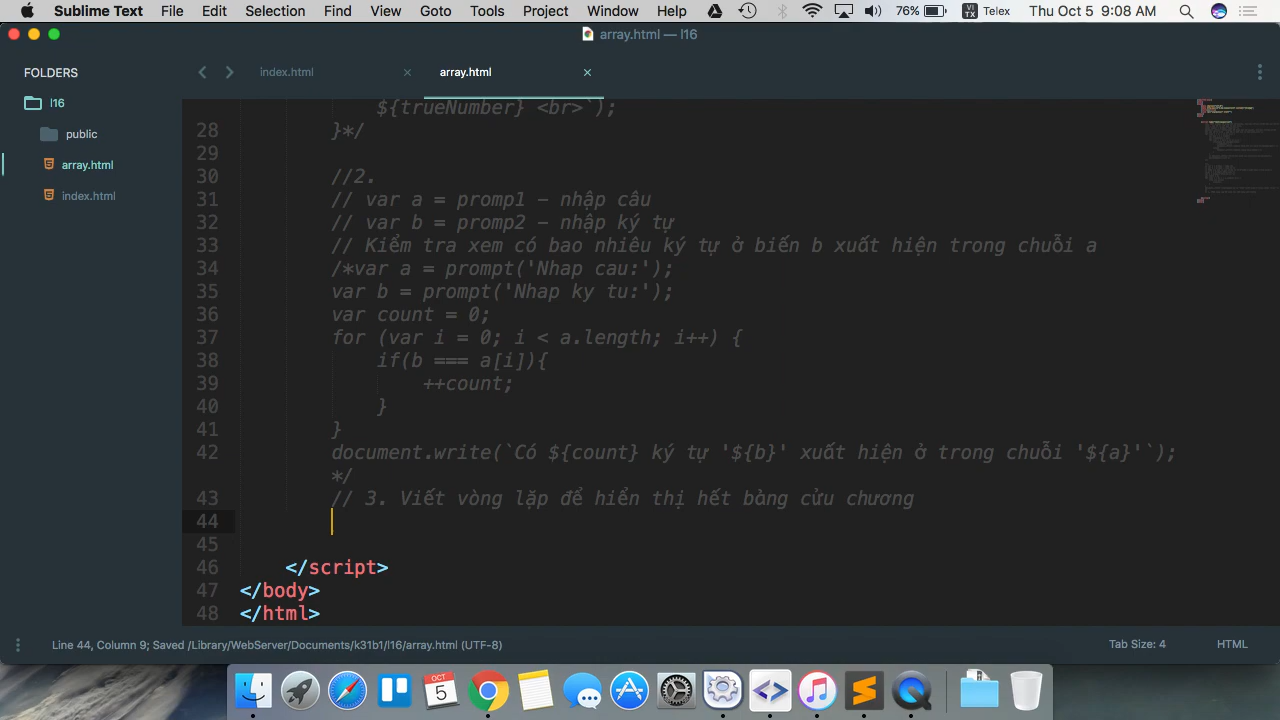 Sublime Text File Edit Selection Find View Goto Tools Project Window Help 76% VI TX Telex Thu Oct 5 9:08 AM
array.html — l16
FOLDERS
index.html ×
array.html ×
l16
public
array.html
index.html
${trueNumber} <br>`);
28 }*/
29
30 //2.
31 // var a = promp1 - nhập câu
32 // var b = promp2 - nhập ký tự
33 // Kiểm tra xem có bao nhiêu ký tự ở biến b xuất hiện trong chuỗi a
34 /*var a = prompt('Nhap cau:');
35 var b = prompt('Nhap ky tu:');
36 var count = 0;
37 for (var i = 0; i < a.length; i++) {
38 if(b === a[i]){
39 ++count;
40 }
41 }
42 document.write(`Có ${count} ký tự '${b}' xuất hiện ở trong chuỗi '${a}'`);
*/
43 // 3. Viết vòng lặp để hiển thị hết bảng cửu chương
44
45
46 </script>
47 </body>
48 </html>
Line 44, Column 9; Saved /Library/WebServer/Documents/k31b1/l16/array.html (UTF-8) Tab Size: 4 HTML
OCT
5